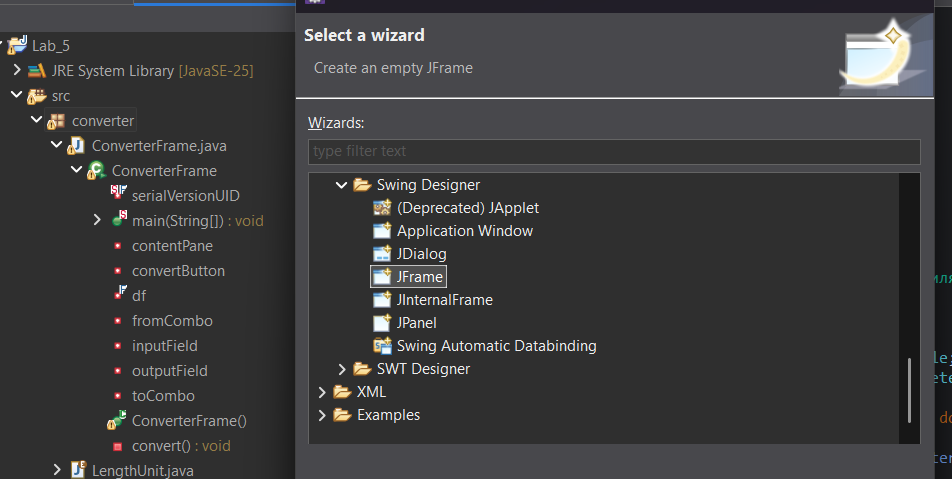 Lab_5
JRE System Library [JavaSE-25]
src
converter
ConverterFrame.java
ConverterFrame
serialVersionUID
main(String[]) : void
contentPane
convertButton
df
fromCombo
inputField
outputField
toCombo
ConverterFrame()
convert() : void
LengthUnit.java
Select a wizard
Create an empty JFrame
Wizards:
type filter text
Swing Designer
(Deprecated) JApplet
Application Window
JDialog
JFrame
JInternalFrame
JPanel
Swing Automatic Databinding
SWT Designer
XML
Examples